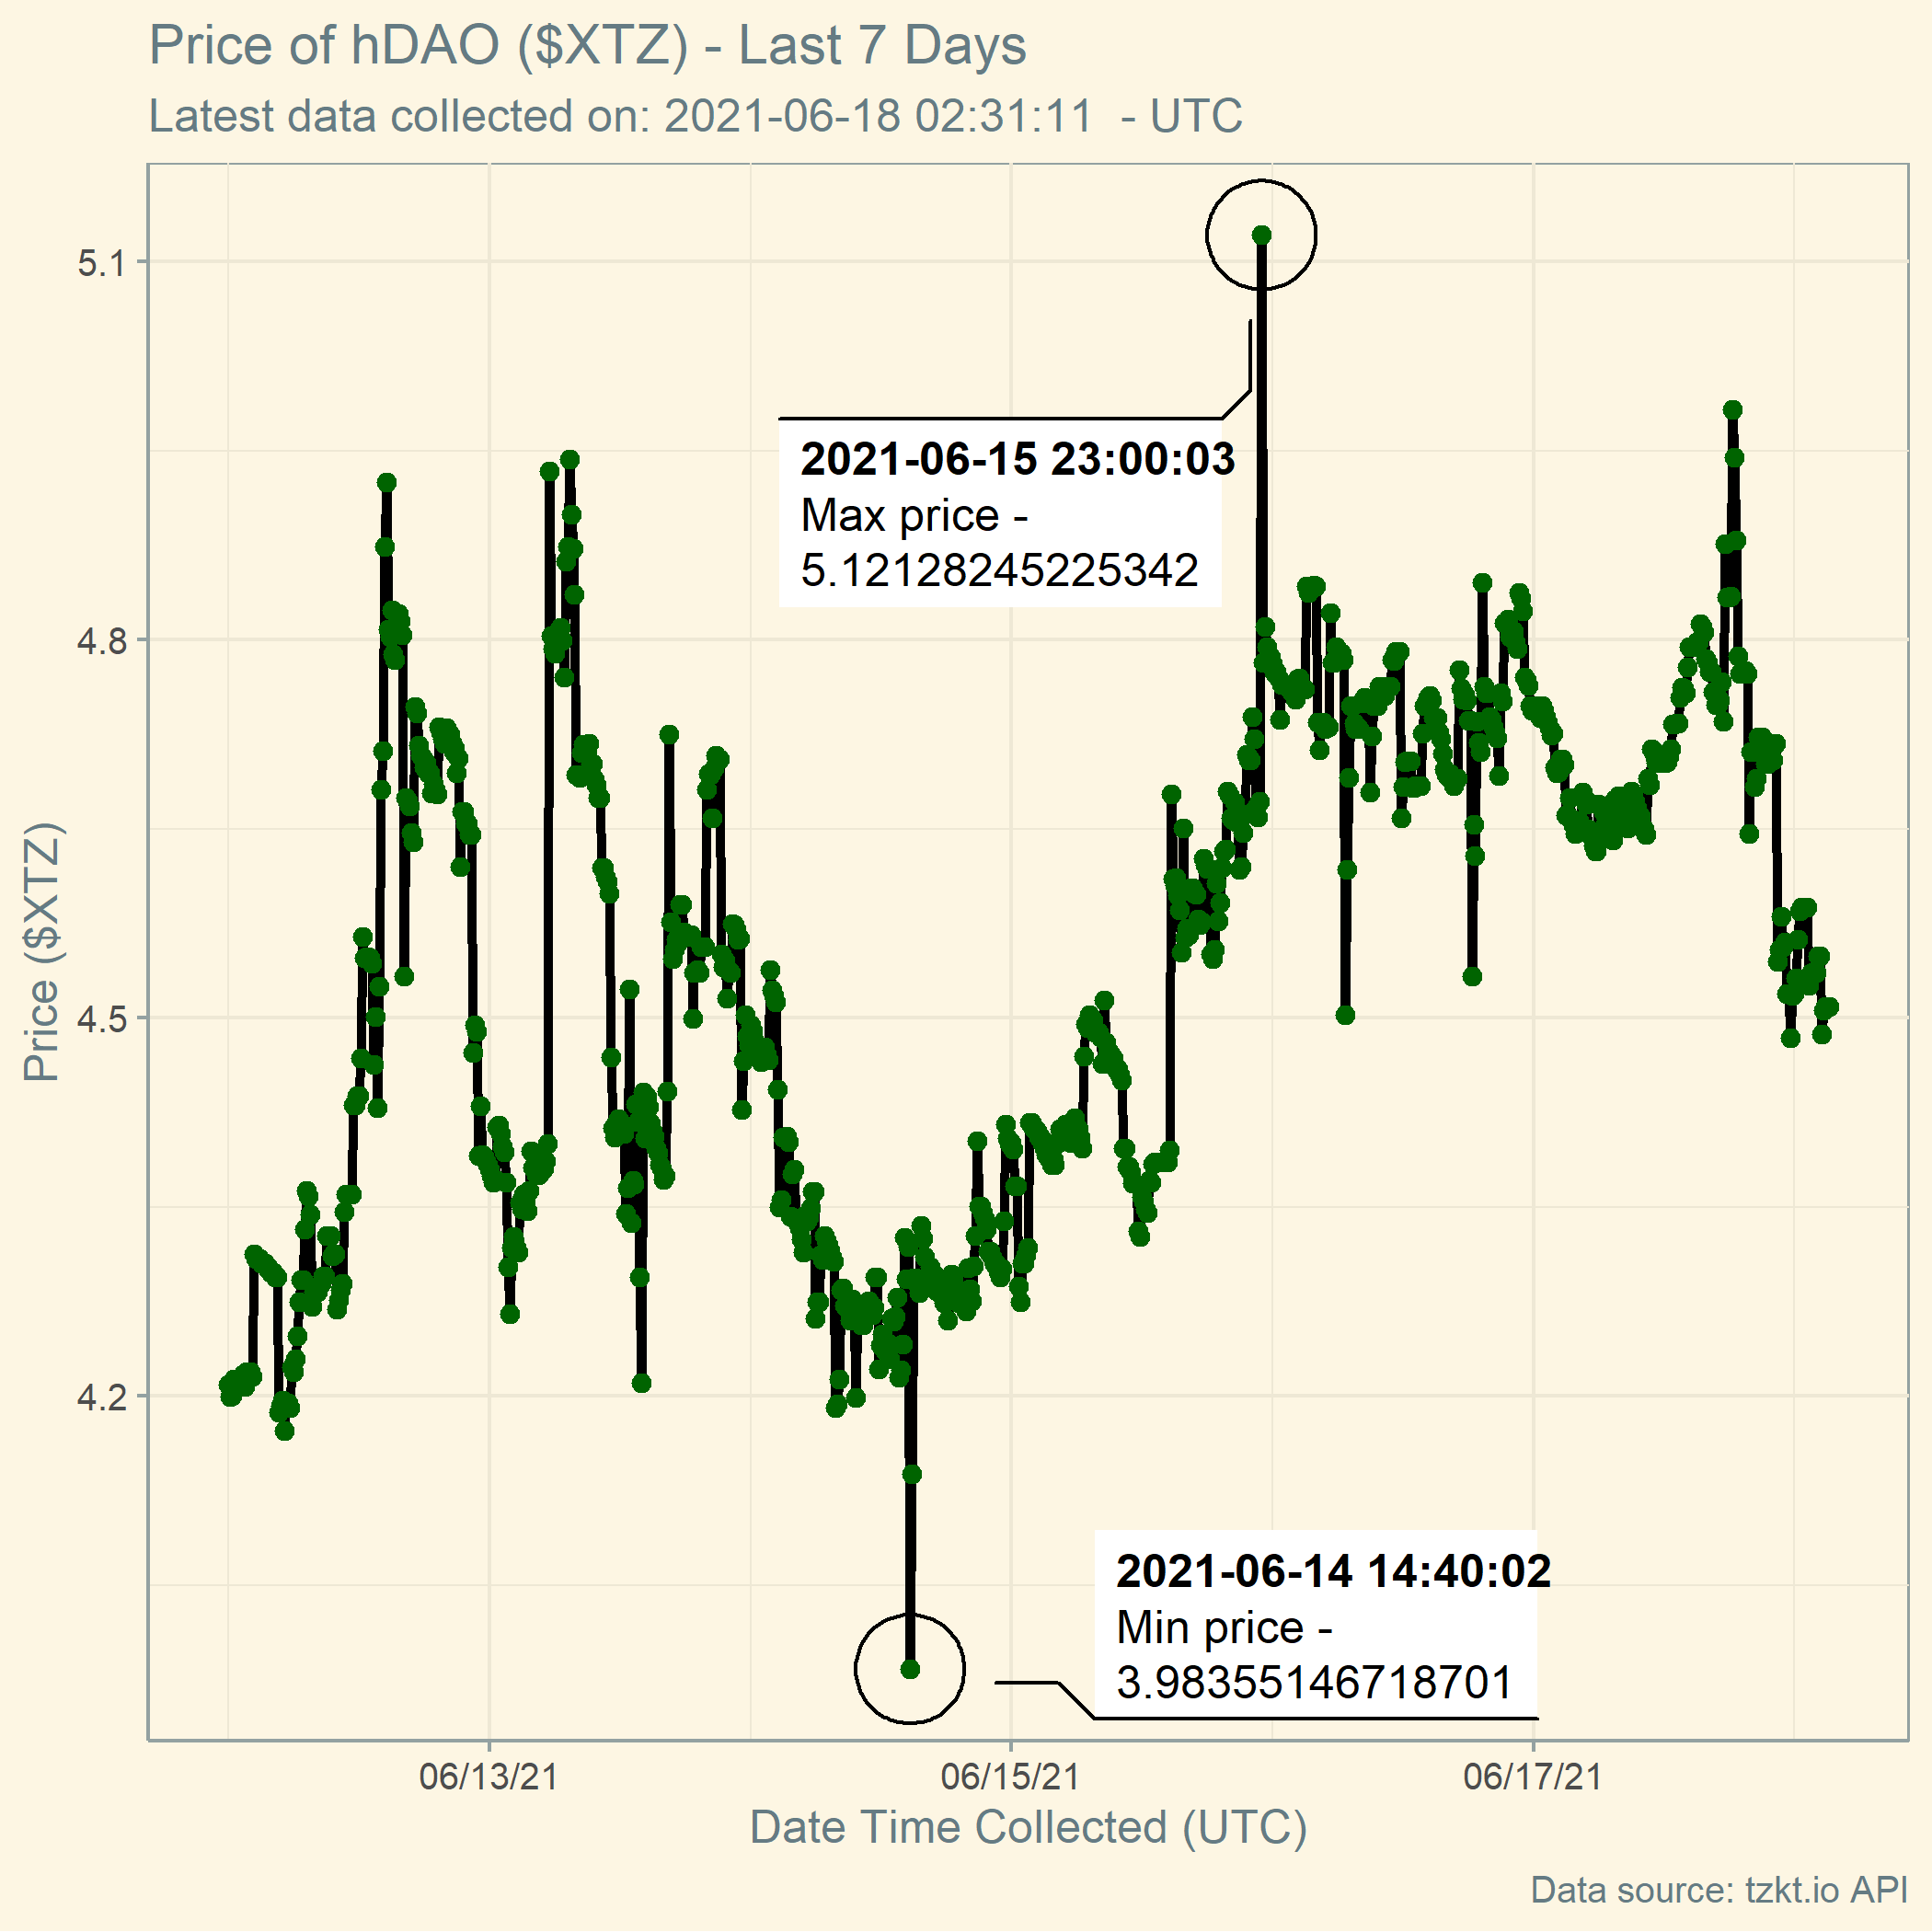 Price of hDAO ($XTZ) - Last 7 Days
Latest data collected on: 2021-06-18 02:31:11  - UTC
5.1
4.8
4.5
4.2
Price ($XTZ)
2021-06-15 23:00:03
Max price -
5.12128245225342
2021-06-14 14:40:02
Min price -
3.98355146718701
06/13/21
06/15/21
06/17/21
Date Time Collected (UTC)
Data source: tzkt.io API